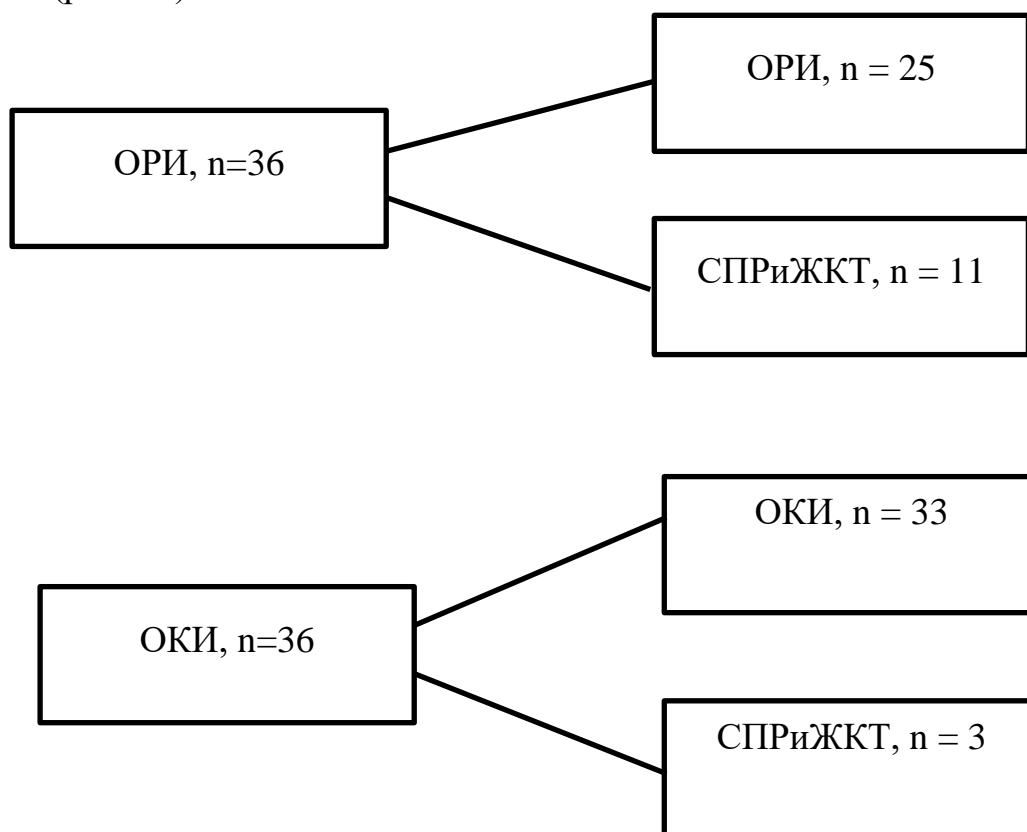 ОРИ, n = 25
ОРИ, n=36
СПРиЖКТ, n = 11
ОКИ, n = 33
ОКИ, n=36
СПРиЖКТ, n = 3